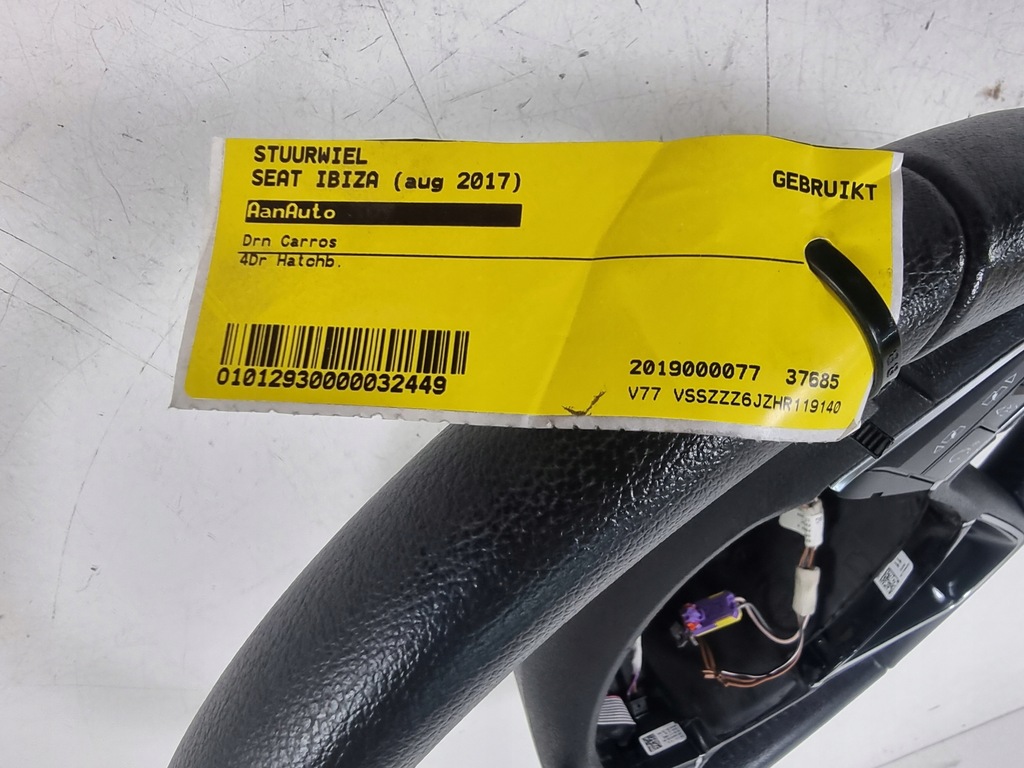 STUURWIEL
SEAT IBIZA (aug 2017)
GEBRUIKT
AanAuto
Drn Carros
4Dr Hatchb.
01012930000032449
2019000077 37685
V77 VSSZZZ6JZHR119140